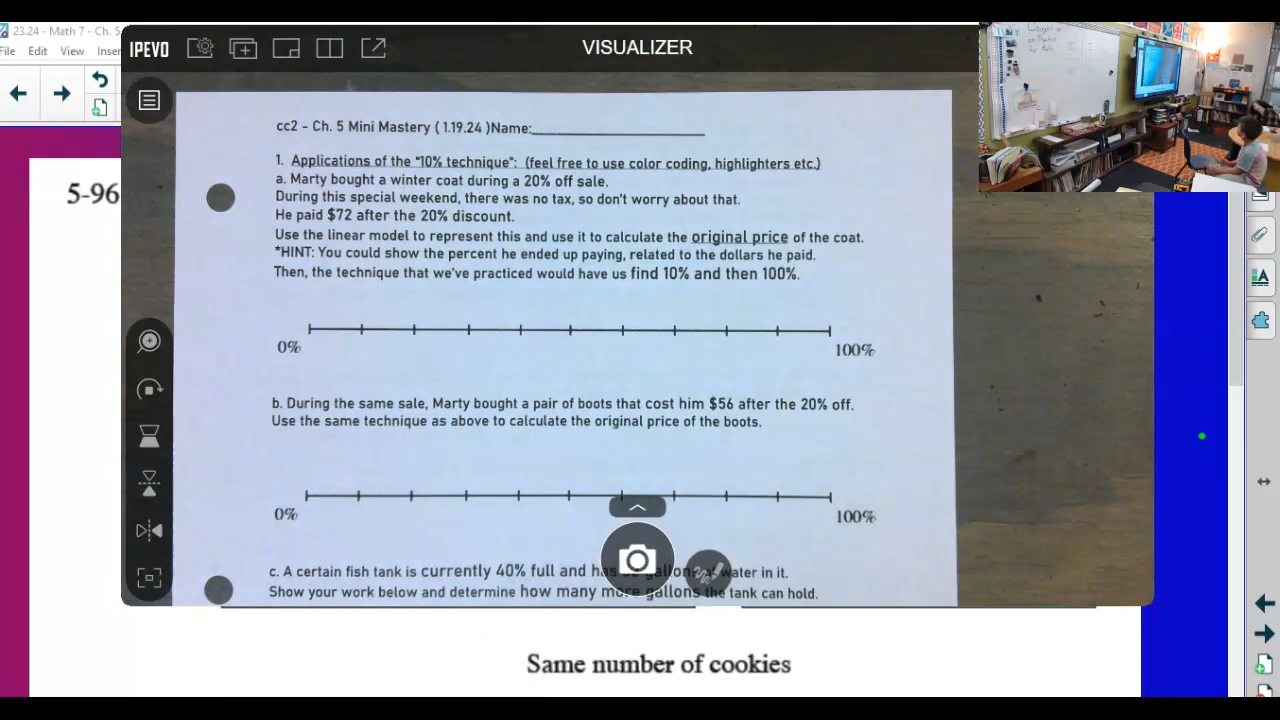 23.24 - Math 7 - Ch. 5
File Edit View Inser
IPEVO
VISUALIZER
5-96
cc2 - Ch. 5 Mini Mastery ( 1.19.24 )Name:
1. Applications of the "10% technique": (feel free to use color coding, highlighters etc.)
a. Marty bought a winter coat during a 20% off sale.
During this special weekend, there was no tax, so don't worry about that.
He paid $72 after the 20% discount.
Use the linear model to represent this and use it to calculate the original price of the coat.
*HINT: You could show the percent he ended up paying, related to the dollars he paid.
Then, the technique that we've practiced would have us find 10% and then 100%.
0% 100%
b. During the same sale, Marty bought a pair of boots that cost him $56 after the 20% off.
Use the same technique as above to calculate the original price of the boots.
0% 100%
c. A certain fish tank is currently 40% full and has gallons water in it.
Show your work below and determine how many more gallons the tank can hold.
Same number of cookies